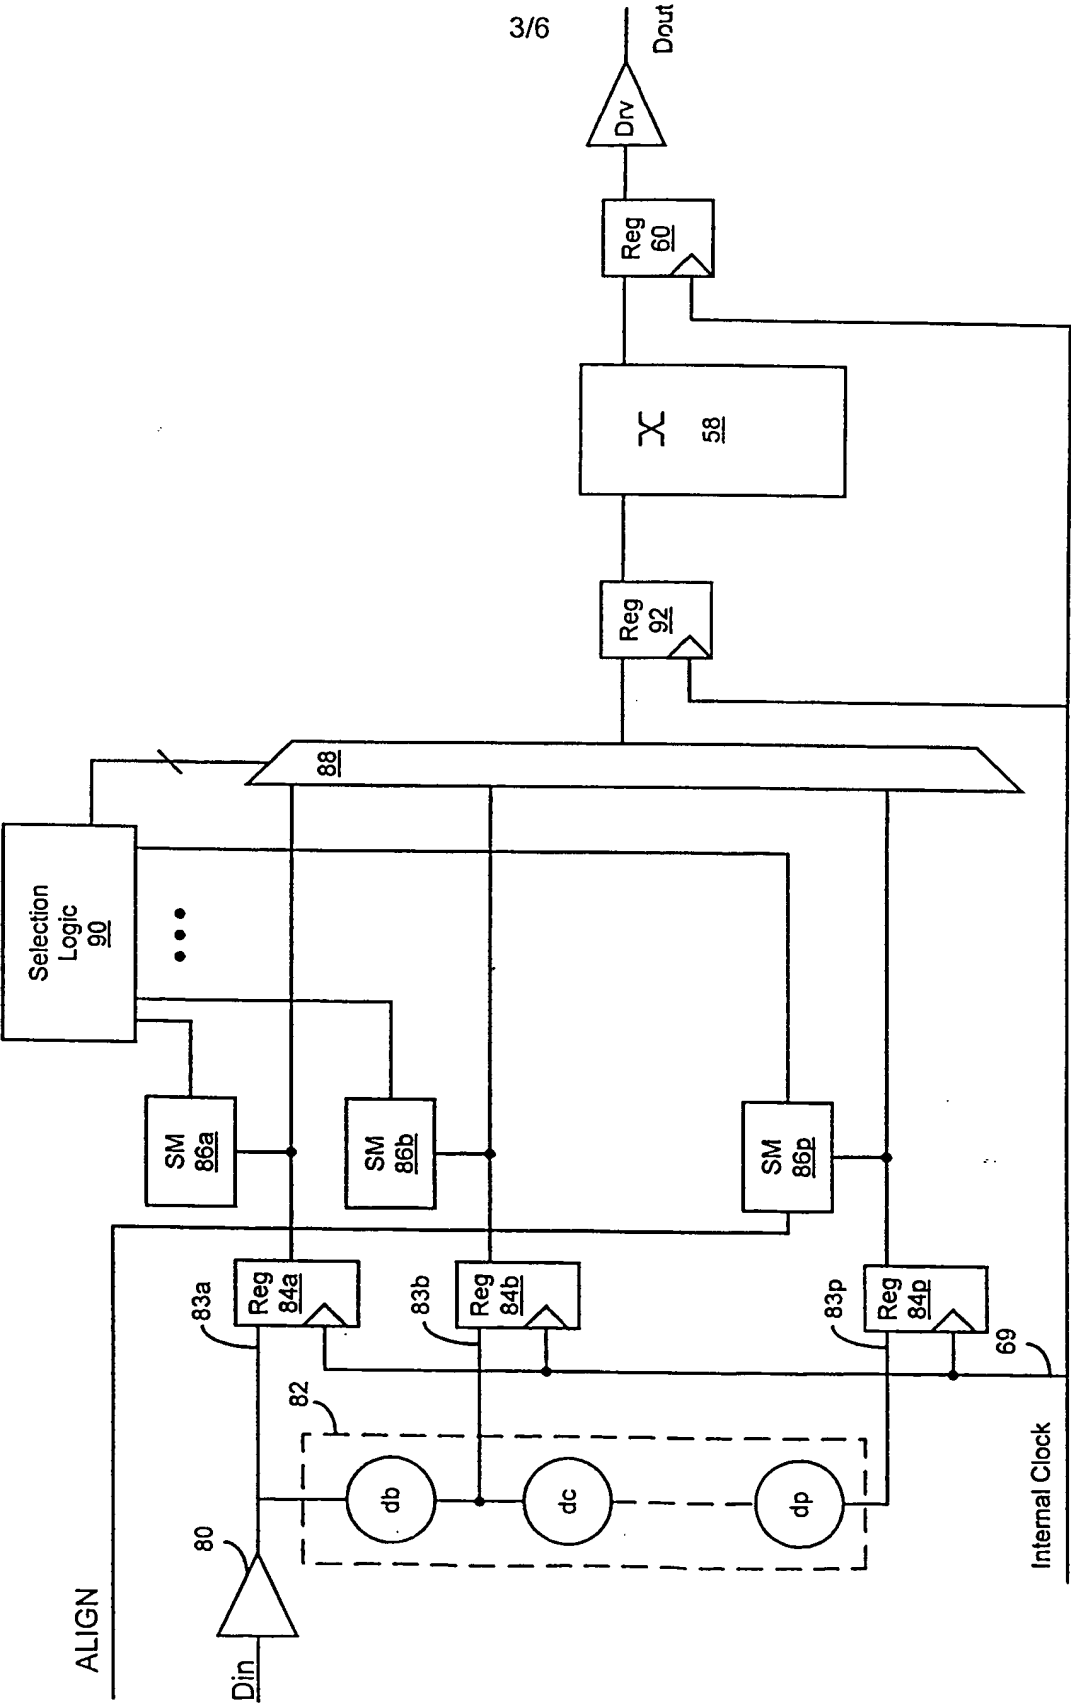 3/6
ALIGN
Din
80
82
db
dc
dp
83a
83b
83p
Reg
84a
Reg
84b
Reg
84p
69
Internal Clock
SM
86a
SM
86b
SM
86p
Selection
Logic
90
88
Reg
92
58
Reg
60
Drv
Dout